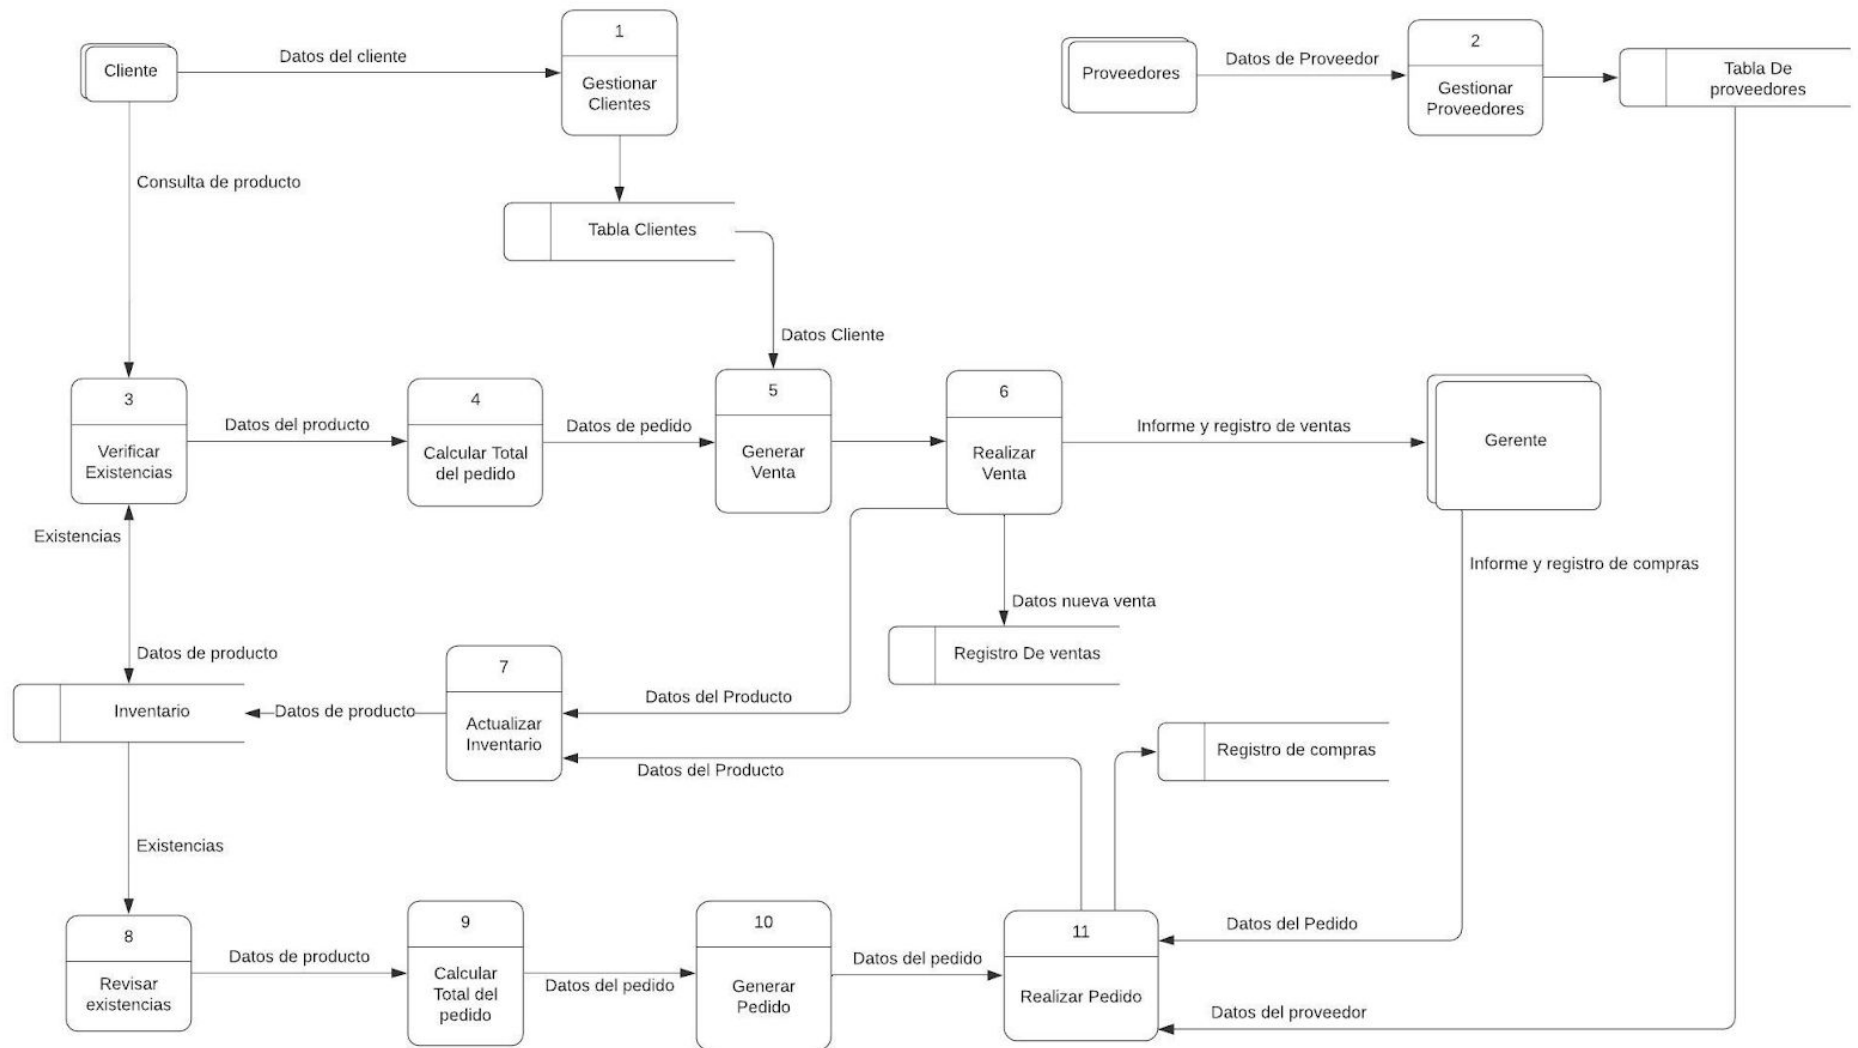 1
Cliente
Datos del cliente
Gestionar
Clientes
Proveedores
Datos de Proveedor
2
Gestionar
Proveedores
Tabla De
proveedores
Consulta de producto
Tabla Clientes
Datos Cliente
3
Verificar
Existencias
Datos del producto
4
Calcular Total
del pedido
Datos de pedido
5
Generar
Venta
6
Realizar
Venta
Informe y registro de ventas
Gerente
Existencias
Informe y registro de compras
Datos nueva venta
Registro De ventas
Datos de producto
Inventario
Datos de producto
7
Actualizar
Inventario
Datos del Producto
Datos del Producto
Registro de compras
Existencias
8
Revisar
existencias
Datos de producto
9
Calcular
Total del
pedido
Datos del pedido
10
Generar
Pedido
Datos del pedido
11
Realizar Pedido
Datos del Pedido
Datos del proveedor